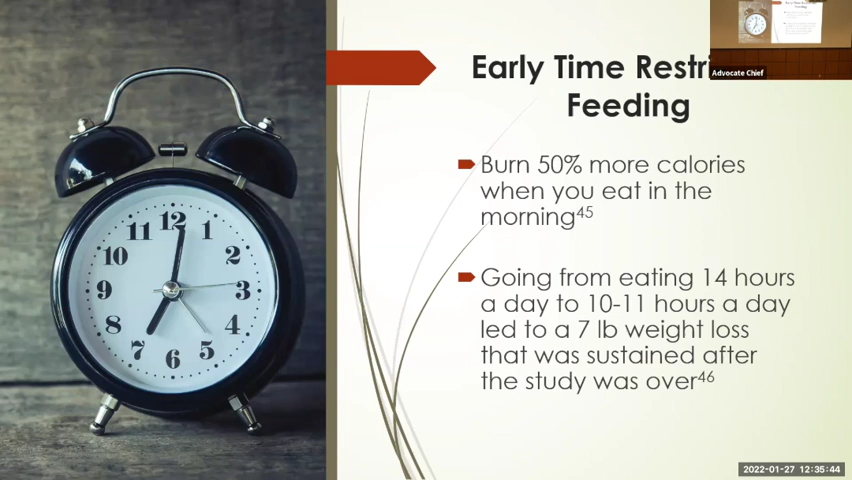 Early Time Restri
Feeding
Burn 50% more calories
when you eat in the
morning45
Going from eating 14 hours
a day to 10-11 hours a day
led to a 7 lb weight loss
that was sustained after
the study was over46
Advocate Chief
12
1
2
3
4
5
6
7
8
9
10
11
2022-01-27 12:35:44